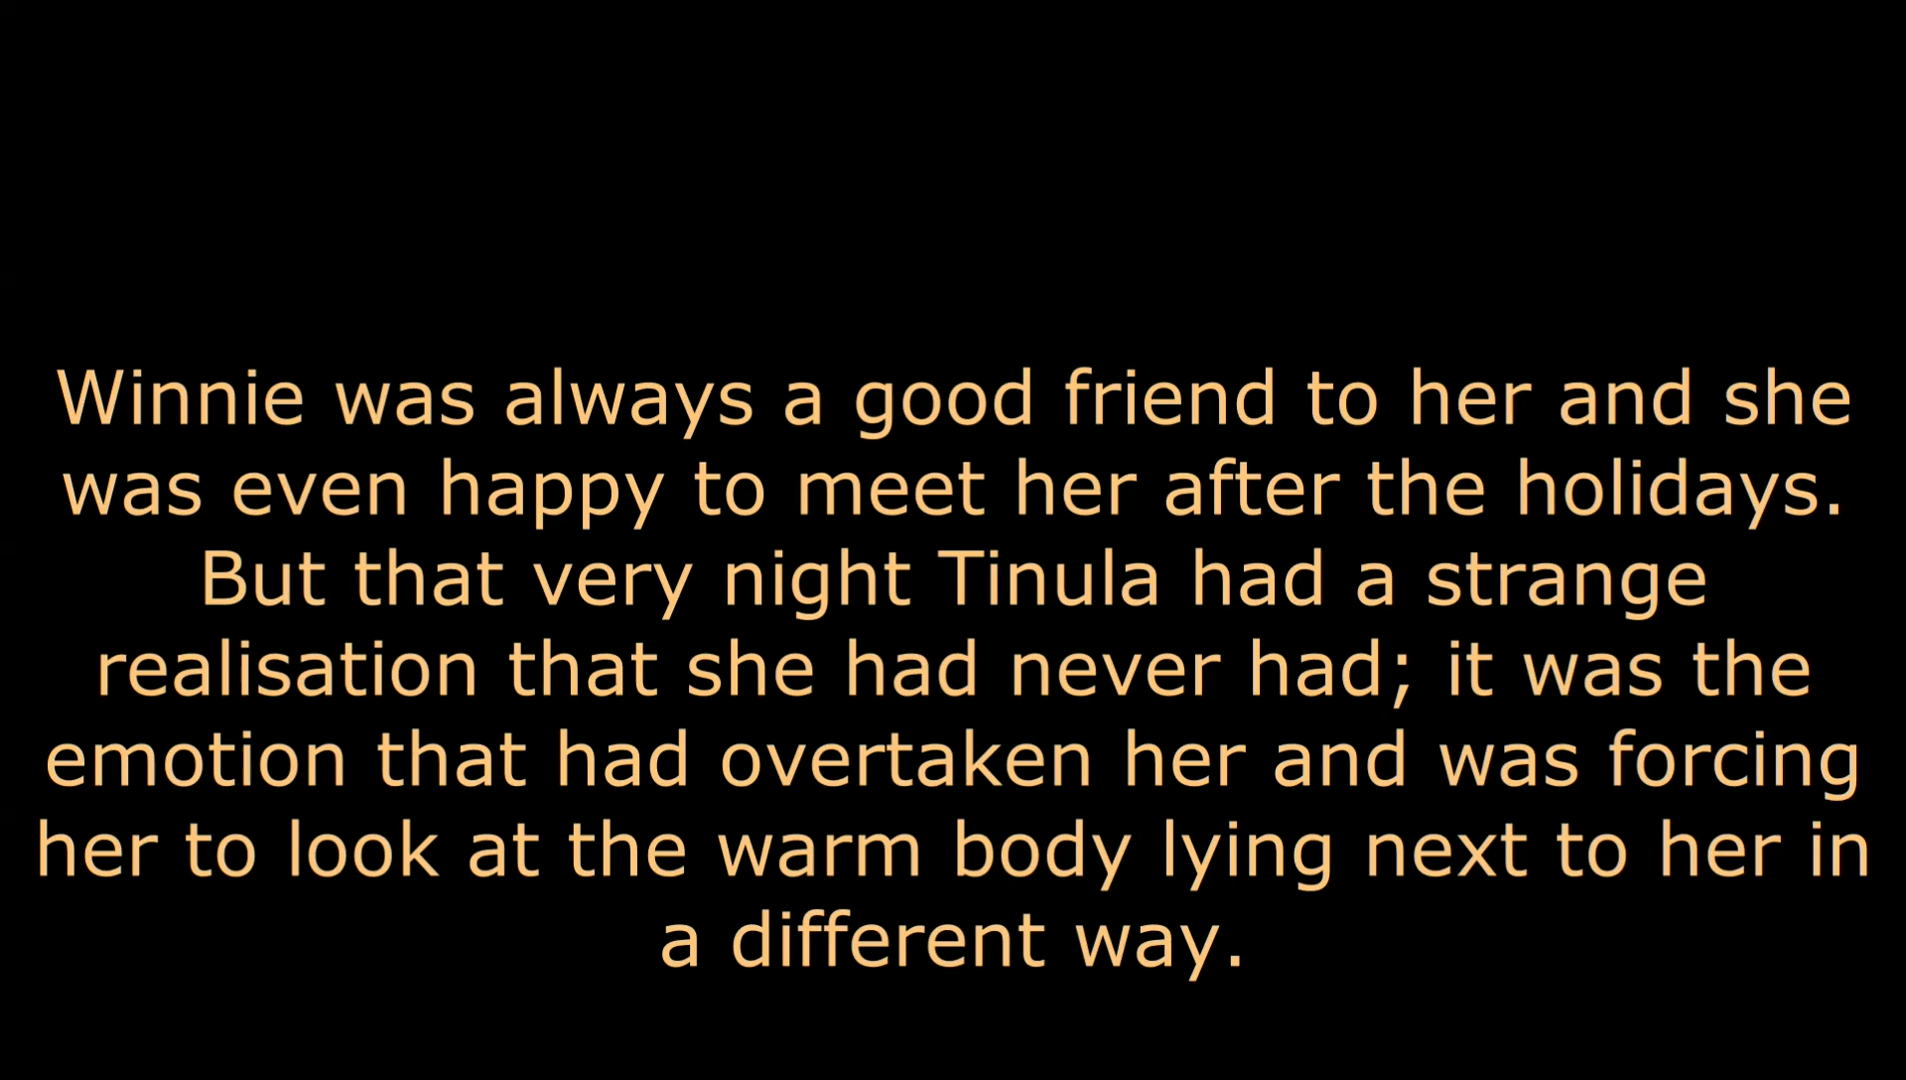 Winnie was always a good friend to her and she
was even happy to meet her after the holidays.
But that very night Tinula had a strange
realisation that she had never had; it was the
emotion that had overtaken her and was forcing
her to look at the warm body lying next to her in
a different way.